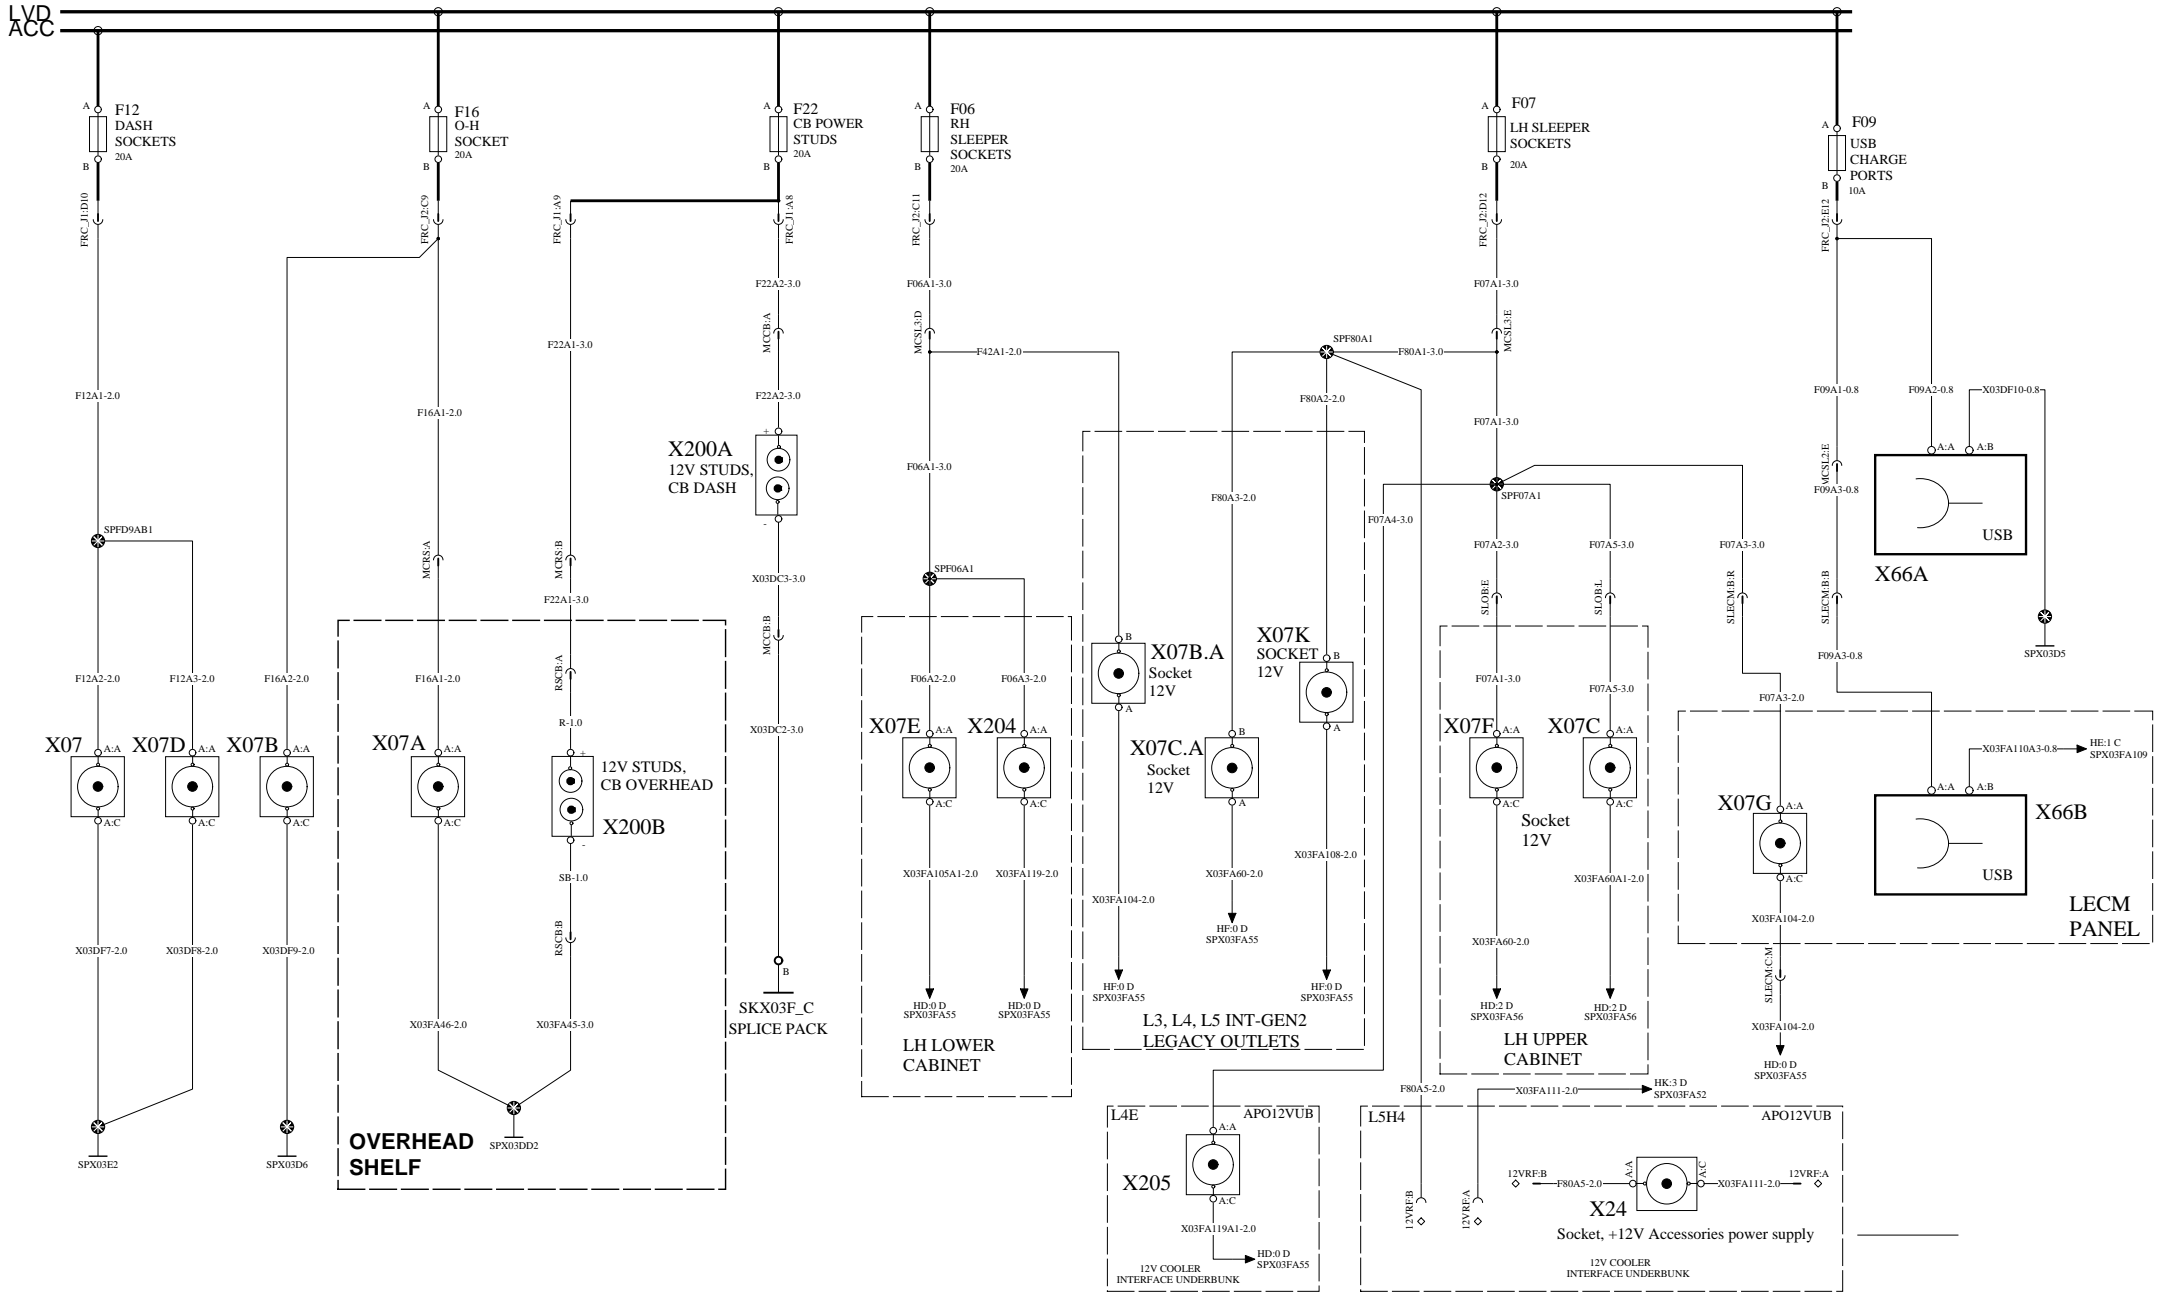 LVD
ACC
A
F12
DASH
SOCKETS
20A
B
FRC_J1:D10
F12A1-2.0
SPFD9AB1
F12A2-2.0
F12A3-2.0
X07
A:A
A:C
X07D
A:A
A:C
X03DF7-2.0
X03DF8-2.0
SPX03E2
A
F16
O-H
SOCKET
20A
B
FRC_J2:C9
F16A2-2.0
X07B
A:A
A:C
X03DF9-2.0
SPX03D6
F16A1-2.0
MCRS:A
F16A1-2.0
X07A
A:A
A:C
X03FA46-2.0
A
F22
CB POWER
STUDS
20A
B
FRC_J1:A9
FRC_J1:A8
F22A1-3.0
MCRS:B
F22A1-3.0
RSCB:A
R-1.0
+
12V STUDS,
CB OVERHEAD
X200B
-
SB-1.0
RSCB:B
X03FA45-3.0
SPX03DD2
OVERHEAD
SHELF
F22A2-3.0
MCCB:A
F22A2-3.0
+
X200A
12V STUDS,
CB DASH
-
X03DC3-3.0
MCCB:B
X03DC2-3.0
B
SKX03F_C
SPLICE PACK
A
F06
RH
SLEEPER
SOCKETS
20A
B
FRC_J2:C11
F06A1-3.0
MCSL3:D
F42A1-2.0
F06A1-3.0
SPF06A1
F06A2-2.0
F06A3-2.0
X07E
A:A
A:C
X204
A:A
A:C
X03FA105A1-2.0
X03FA119-2.0
HD:0 D
SPX03FA55
HD:0 D
SPX03FA55
LH LOWER
CABINET
B
X07B.A
Socket
12V
A
X03FA104-2.0
HF:0 D
SPX03FA55
SPF80A1
F80A1-3.0
F80A2-2.0
F80A3-2.0
X07K
SOCKET
12V
B
A
X07C.A
Socket
12V
B
A
X03FA108-2.0
X03FA60-2.0
HF:0 D
SPX03FA55
HF:0 D
SPX03FA55
L3, L4, L5 INT-GEN2
LEGACY OUTLETS
A
F07
LH SLEEPER
SOCKETS
20A
B
FRC_J2:D12
F07A1-3.0
MCSL3:E
F07A1-3.0
SPF07A1
F07A4-3.0
F07A2-3.0
F07A5-3.0
F07A3-3.0
SLOB:E
SLOB:L
SLECM:B:R
F07A1-3.0
F07A5-3.0
F07A3-2.0
X07F
A:A
A:C
X07C
A:A
A:C
Socket
12V
X03FA60-2.0
X03FA60A1-2.0
HD:2 D
SPX03FA56
HD:2 D
SPX03FA56
LH UPPER
CABINET
A
F09
USB
CHARGE
PORTS
10A
B
FRC_J2:E12
F09A1-0.8
F09A2-0.8
X03DF10-0.8
MCSL2:E
F09A3-0.8
A:A
A:B
USB
X66A
SLECM:B:B
F09A3-0.8
SPX03D5
X03FA110A3-0.8
HE:1 C
SPX03FA109
X07G
A:A
A:C
A:A
A:B
X66B
USB
LECM
PANEL
X03FA104-2.0
SLECM:C:M
X03FA104-2.0
HD:0 D
SPX03FA55
F80A5-2.0
X03FA111-2.0
HK:3 D
SPX03FA52
L4E
APO12VUB
A:A
X205
A:C
X03FA119A1-2.0
HD:0 D
SPX03FA55
12V COOLER
INTERFACE UNDERBUNK
L5H4
APO12VUB
12VRF:B
12VRF:A
12VRF:B
F80A5-2.0
A:A
A:C
X03FA111-2.0
12VRF:A
X24
Socket, +12V Accessories power supply
12V COOLER
INTERFACE UNDERBUNK